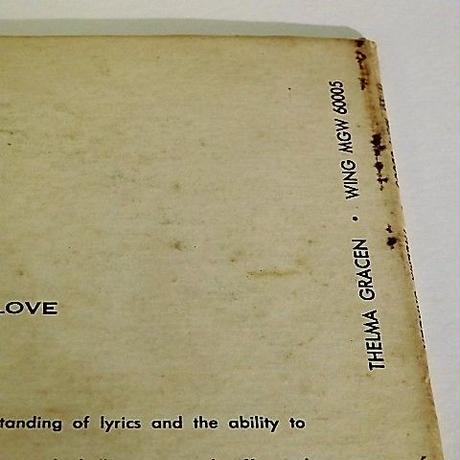 THELMA GRACEN • WING MGW 60005
LOVE
tanding of lyrics and the ability to